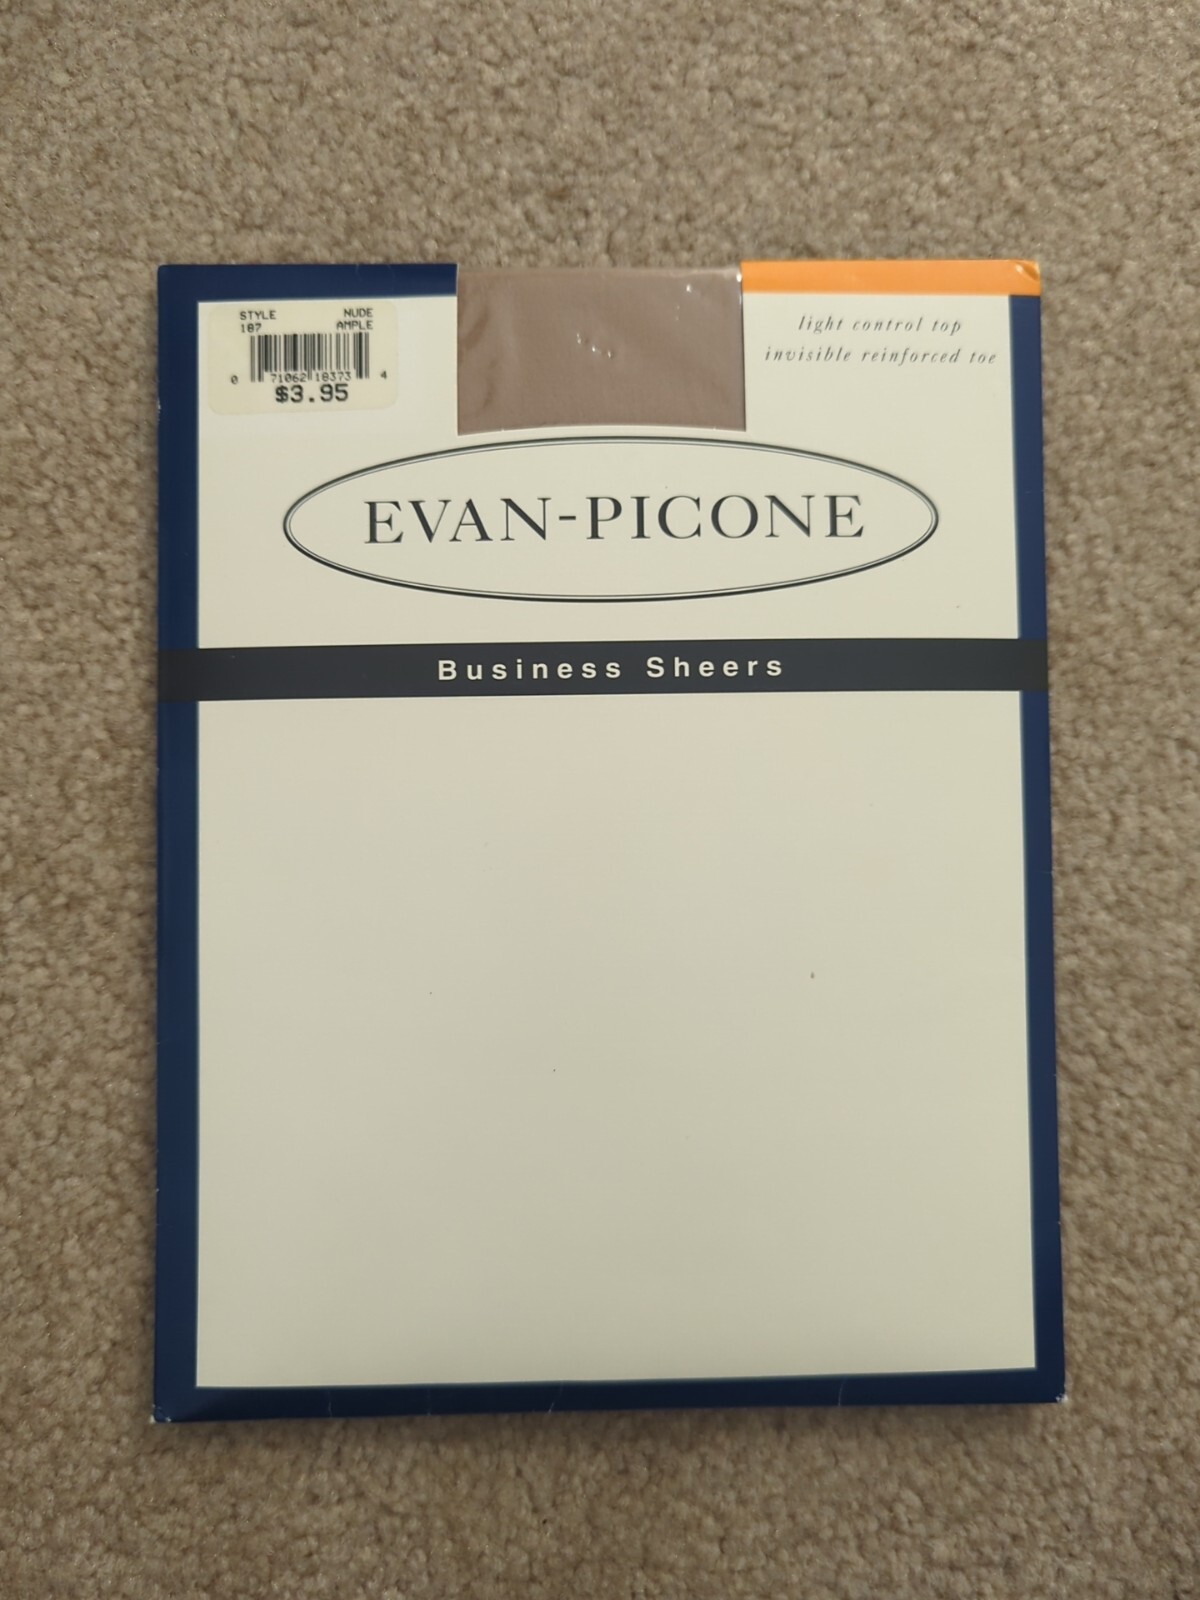 STYLE NUDE
187 AMPLE
0 71062 18373 4
$3.95
light control top
invisible reinforced toe
EVAN-PICONE
Business Sheers